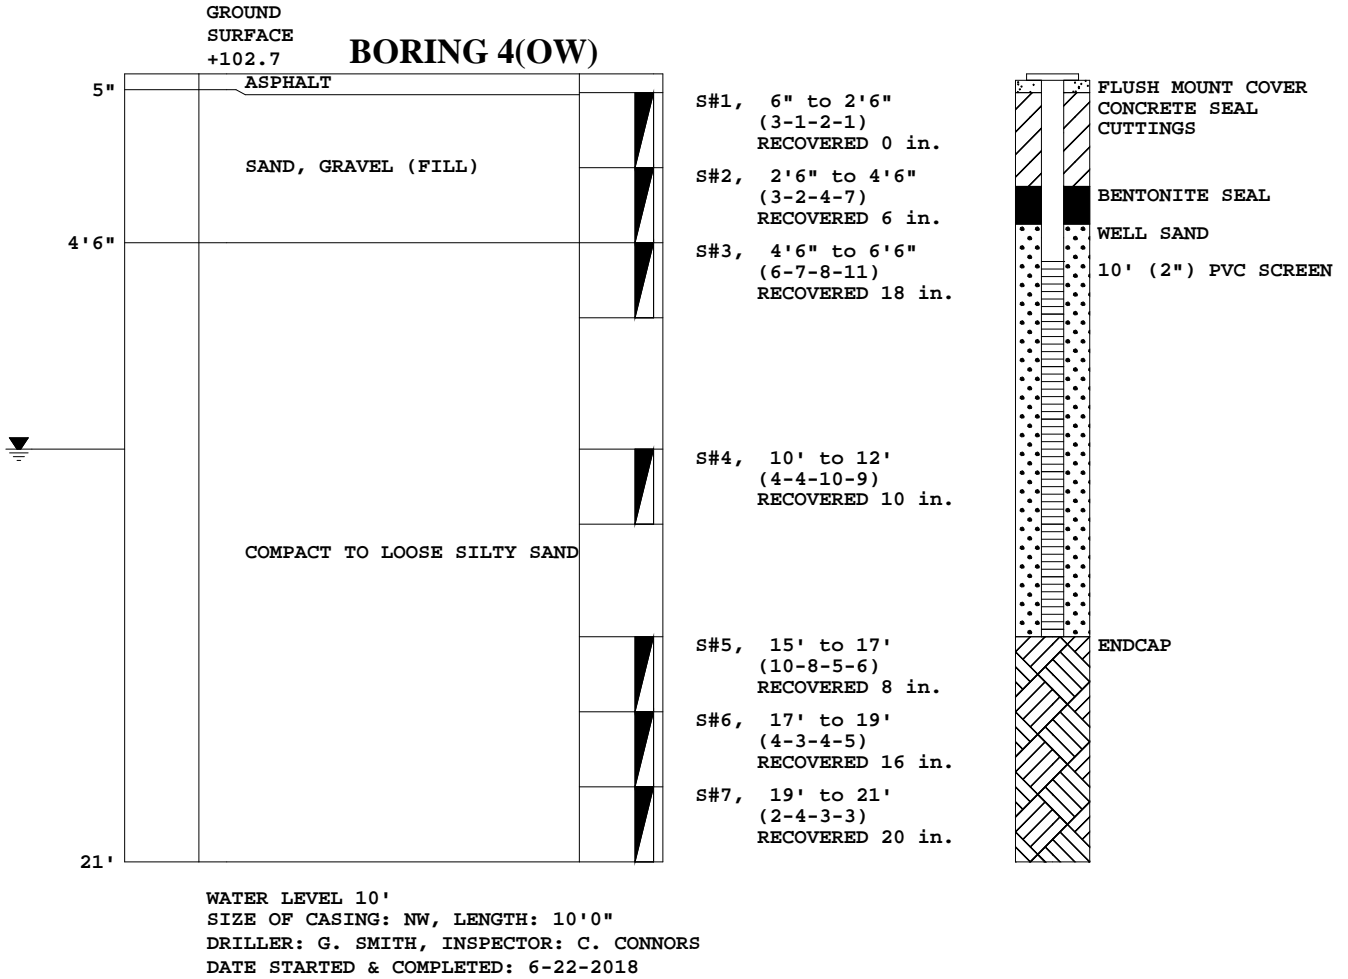 GROUND
SURFACE
+102.7
BORING 4(OW)
5"
ASPHALT
SAND, GRAVEL (FILL)
4'6"
COMPACT TO LOOSE SILTY SAND
21'
S#1, 6" to 2'6"
(3-1-2-1)
RECOVERED 0 in.
S#2, 2'6" to 4'6"
(3-2-4-7)
RECOVERED 6 in.
S#3, 4'6" to 6'6"
(6-7-8-11)
RECOVERED 18 in.
S#4, 10' to 12'
(4-4-10-9)
RECOVERED 10 in.
S#5, 15' to 17'
(10-8-5-6)
RECOVERED 8 in.
S#6, 17' to 19'
(4-3-4-5)
RECOVERED 16 in.
S#7, 19' to 21'
(2-4-3-3)
RECOVERED 20 in.
FLUSH MOUNT COVER
CONCRETE SEAL
CUTTINGS
BENTONITE SEAL
WELL SAND
10' (2") PVC SCREEN
ENDCAP
WATER LEVEL 10'
SIZE OF CASING: NW, LENGTH: 10'0"
DRILLER: G. SMITH, INSPECTOR: C. CONNORS
DATE STARTED & COMPLETED: 6-22-2018